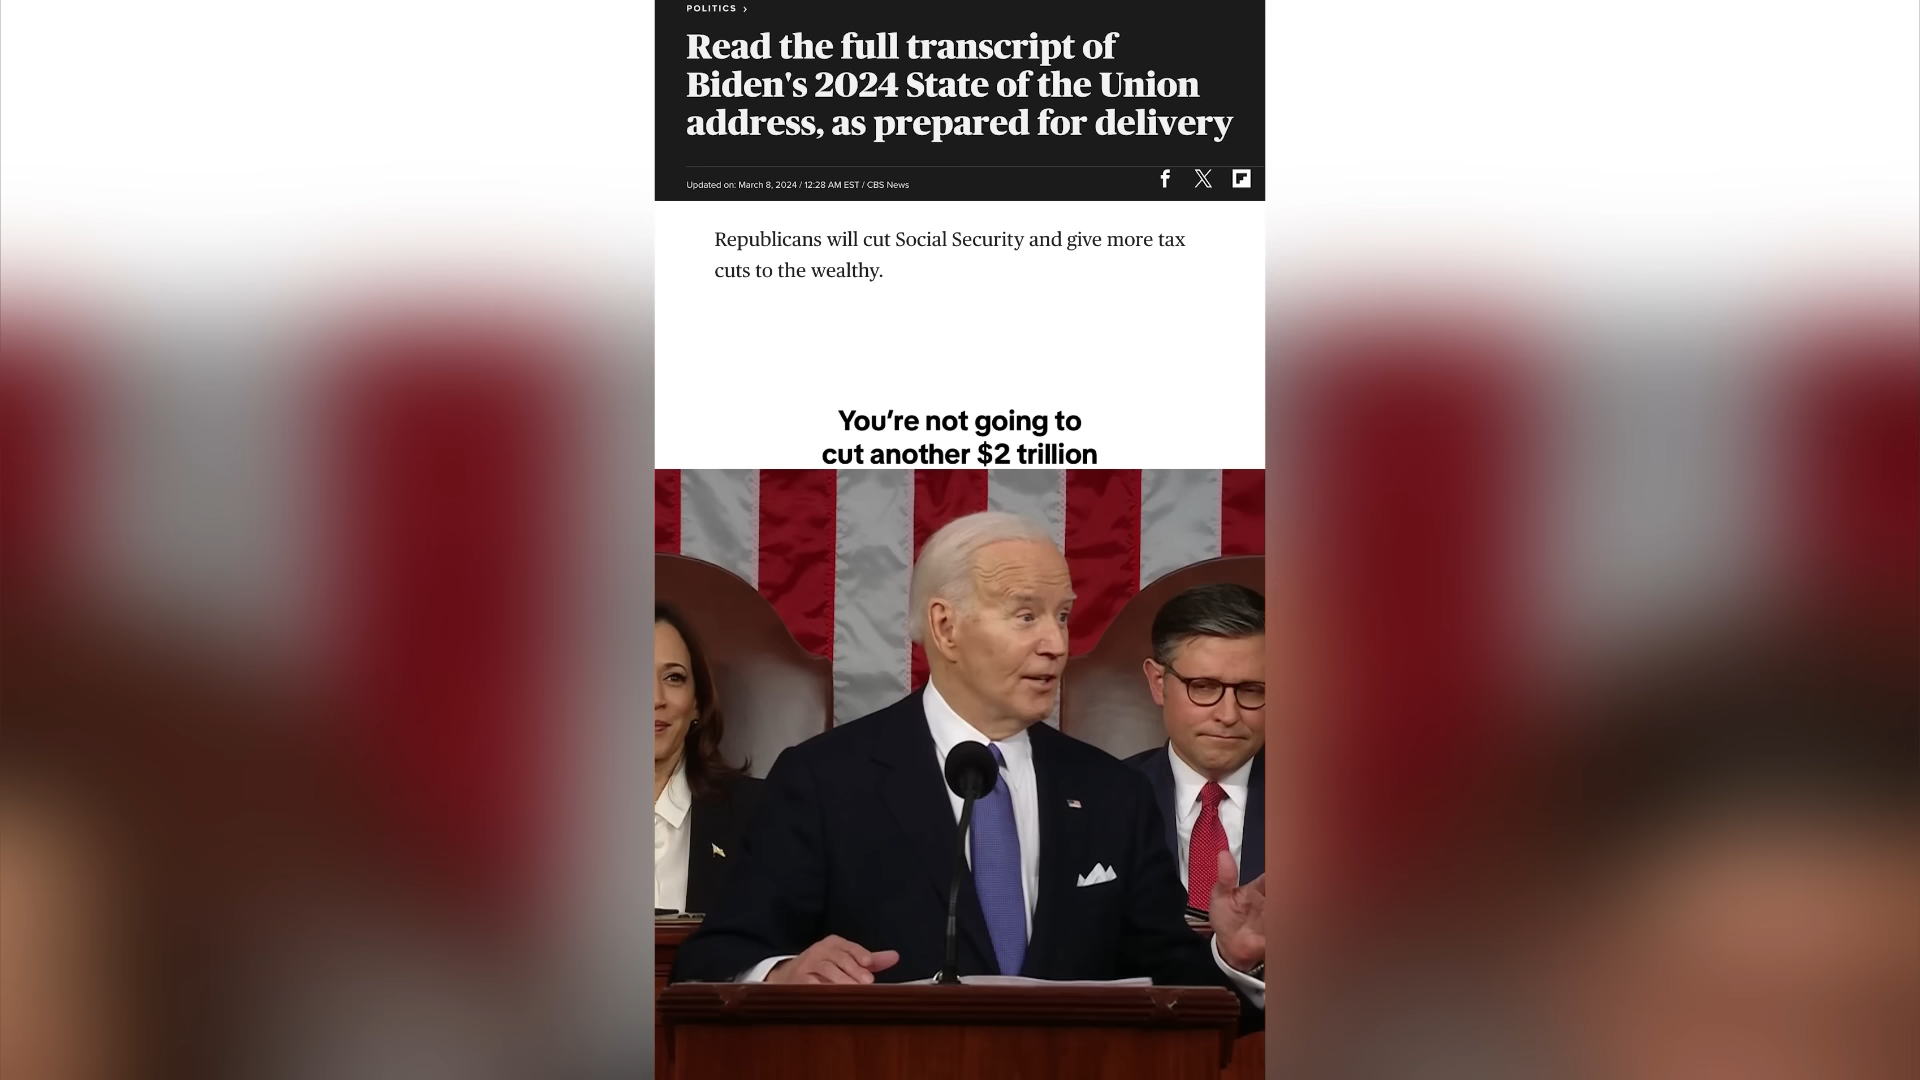 POLITICS ›
Read the full transcript of
Biden's 2024 State of the Union
address, as prepared for delivery
Updated on: March 8, 2024 / 12:28 AM EST / CBS News
Republicans will cut Social Security and give more tax
cuts to the wealthy.
You’re not going to
cut another $2 trillion